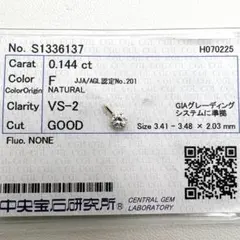 No. S1336137 H070225
Carat 0.144 ct
Color F JJA/AGL認定No.201
ColorOrigin NATURAL
Clarity VS-2 GIAグレーディング
システムに準拠
Cut GOOD Size 3.41 - 3.48 × 2.03 mm
Fluo. NONE
中央宝石研究所® CENTRAL GEM
LABORATORY